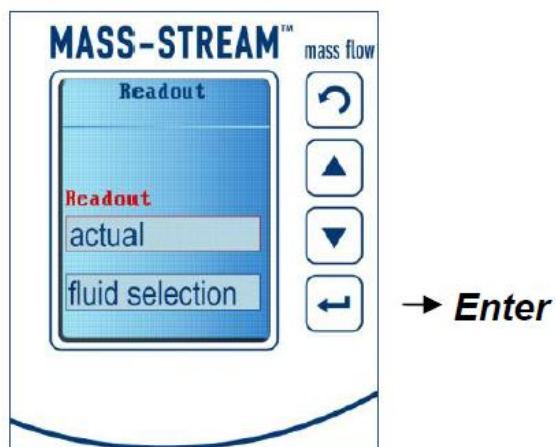 MASS-STREAM™ mass flow
Readout
Readout
actual
fluid selection
Enter